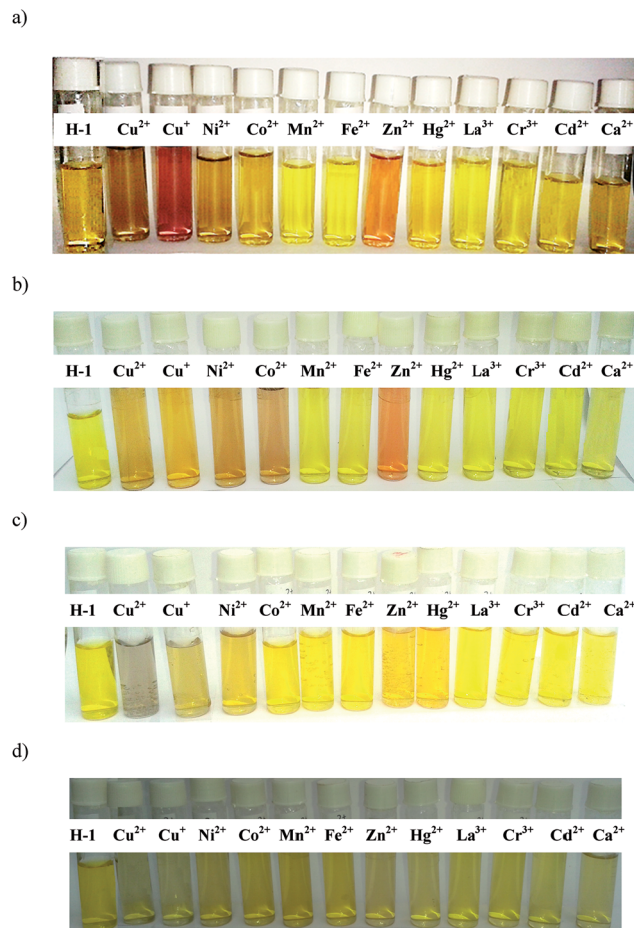 a)
H-1 Cu²⁺ Cu⁺ Ni²⁺ Co²⁺ Mn²⁺ Fe²⁺ Zn²⁺ Hg²⁺ La³⁺ Cr³⁺ Cd²⁺ Ca²⁺
b)
H-1 Cu²⁺ Cu⁺ Ni²⁺ Co²⁺ Mn²⁺ Fe²⁺ Zn²⁺ Hg²⁺ La³⁺ Cr³⁺ Cd²⁺ Ca²⁺
c)
H-1 Cu²⁺ Cu⁺ Ni²⁺ Co²⁺ Mn²⁺ Fe²⁺ Zn²⁺ Hg²⁺ La³⁺ Cr³⁺ Cd²⁺ Ca²⁺
d)
H-1 Cu²⁺ Cu⁺ Ni²⁺ Co²⁺ Mn²⁺ Fe²⁺ Zn²⁺ Hg²⁺ La³⁺ Cr³⁺ Cd²⁺ Ca²⁺